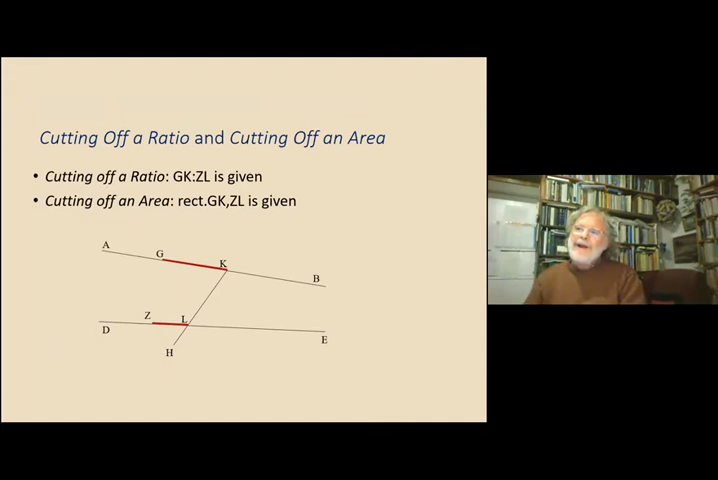 Cutting Off a Ratio and Cutting Off an Area
• Cutting off a Ratio: GK:ZL is given
• Cutting off an Area: rect.GK,ZL is given
A
G
K
B
Z
L
D
E
H